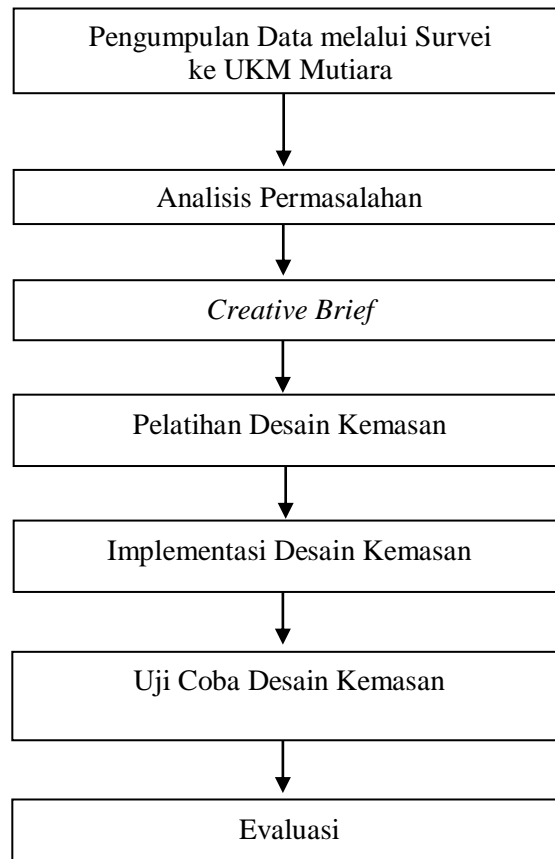 Pengumpulan Data melalui Survei
ke UKM Mutiara
Analisis Permasalahan
Creative Brief
Pelatihan Desain Kemasan
Implementasi Desain Kemasan
Uji Coba Desain Kemasan
Evaluasi